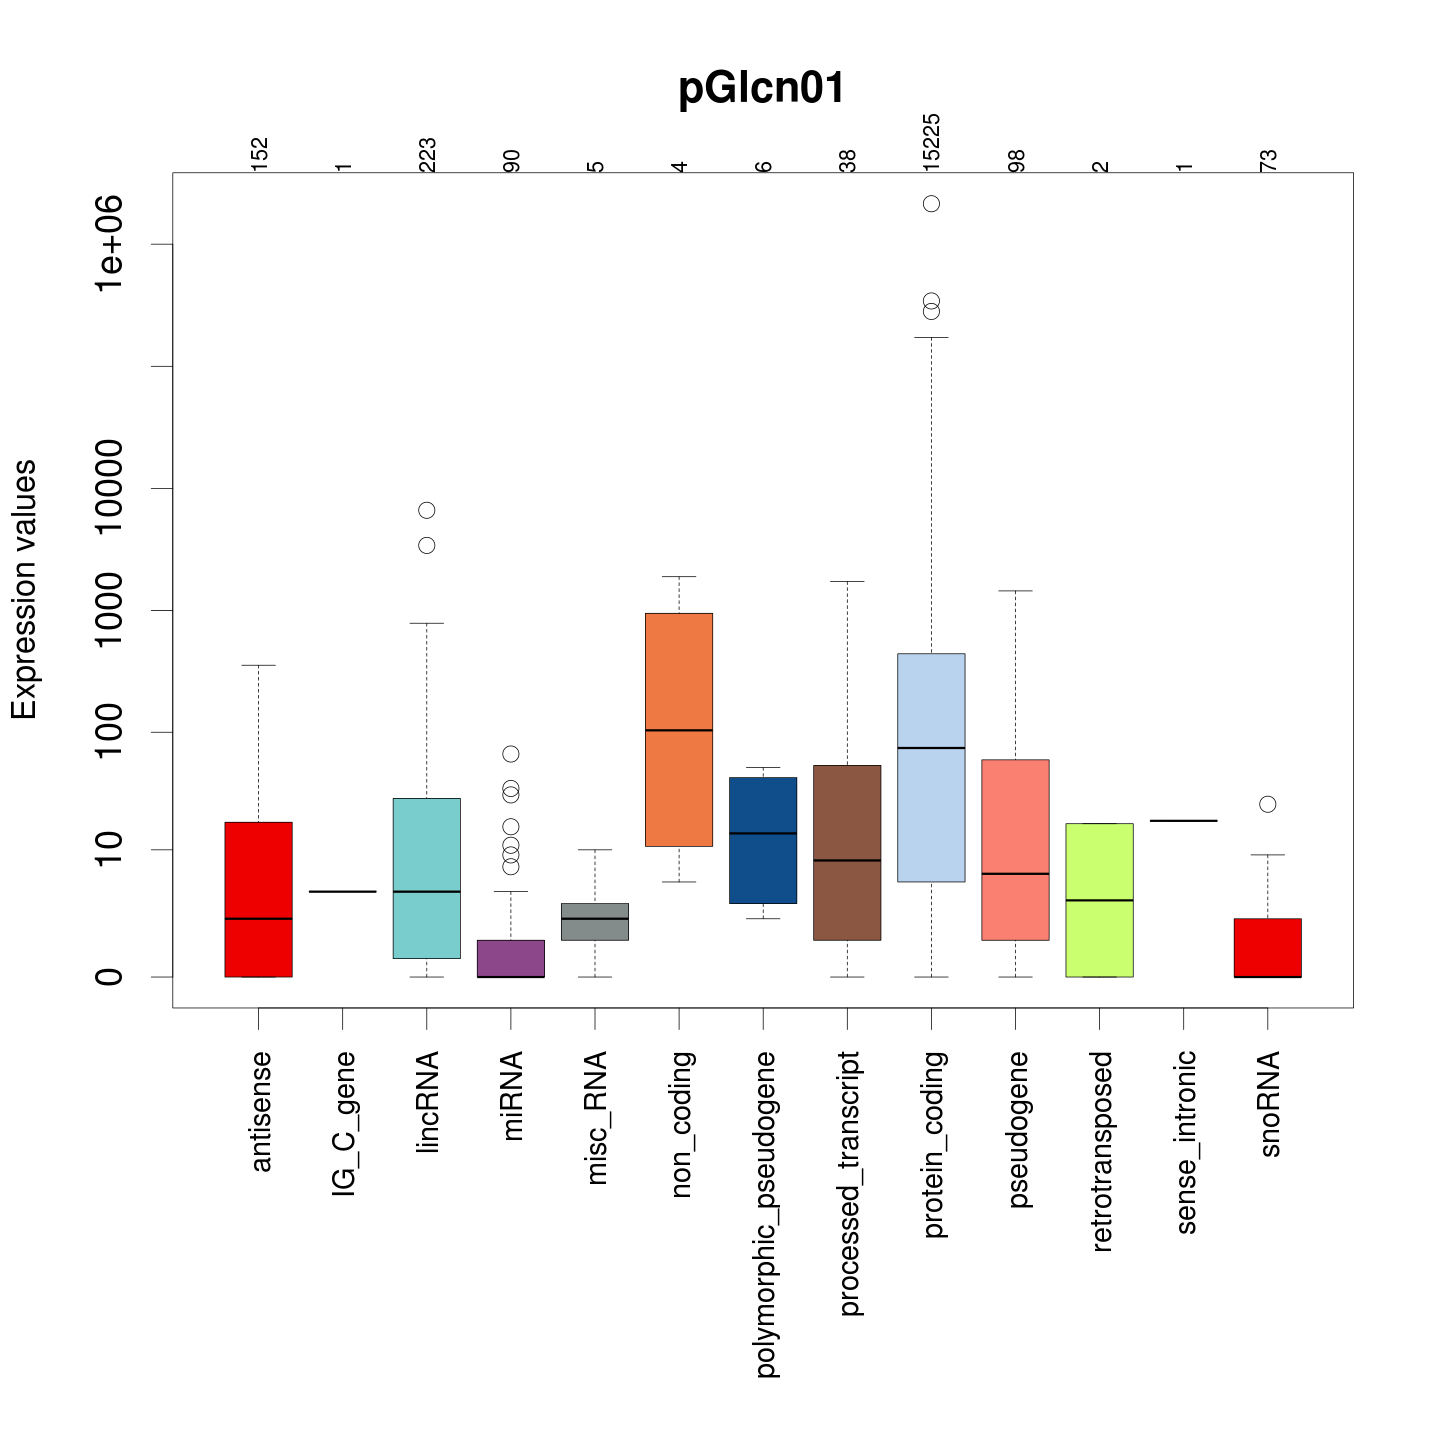 pGlcn01
152
1
223
90
5
4
6
38
15225
98
2
1
73
Expression values
1e+06
10000
1000
100
10
0
antisense
IG_C_gene
lincRNA
miRNA
misc_RNA
non_coding
polymorphic_pseudogene
processed_transcript
protein_coding
pseudogene
retrotransposed
sense_intronic
snoRNA